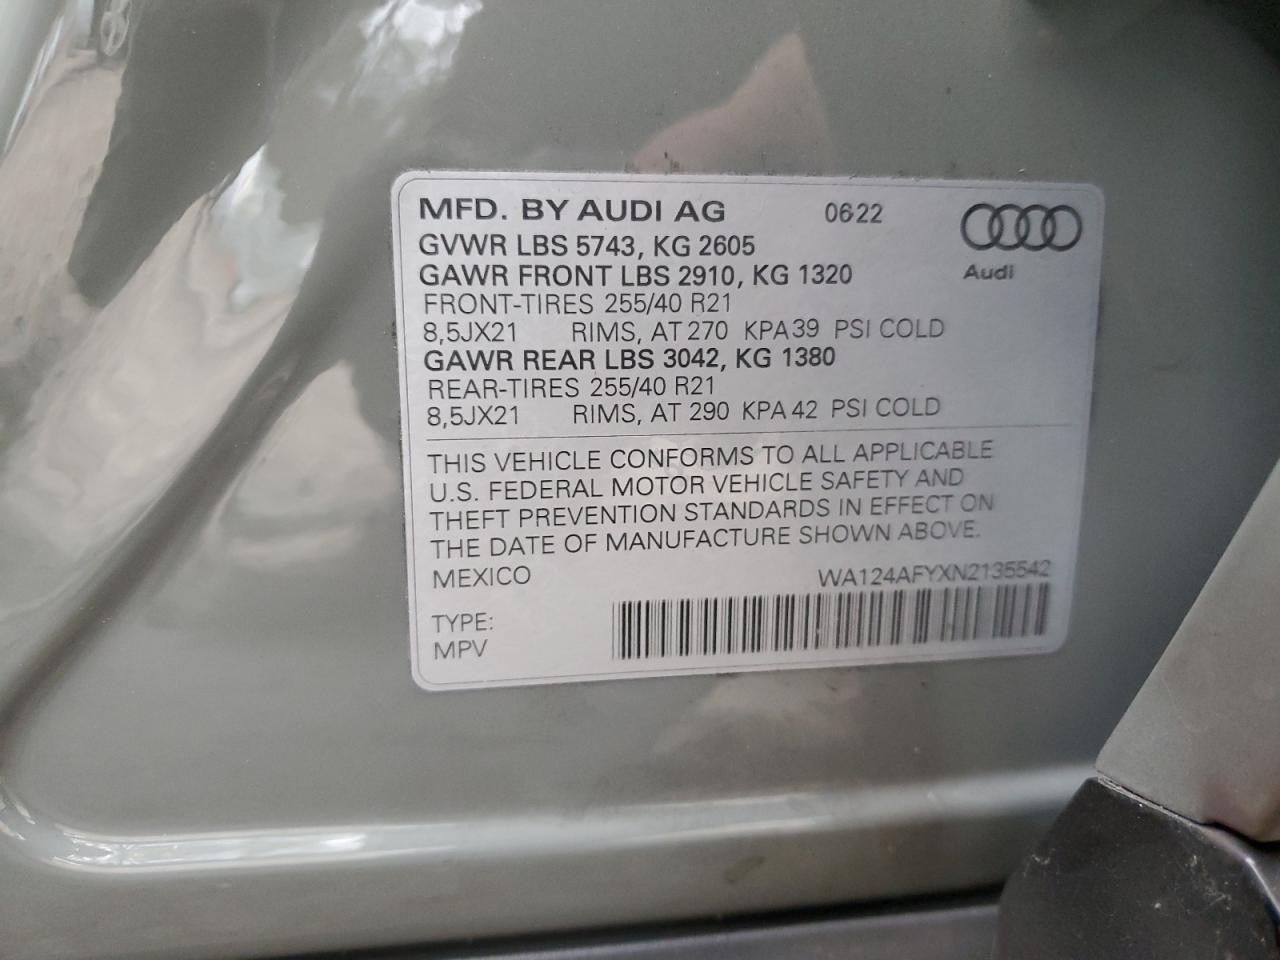 MFD. BY AUDI AG 0622
Audi
GVWR LBS 5743, KG 2605
GAWR FRONT LBS 2910, KG 1320
FRONT-TIRES 255/40 R21
8,5JX21 RIMS, AT 270 KPA 39 PSI COLD
GAWR REAR LBS 3042, KG 1380
REAR-TIRES 255/40 R21
8,5JX21 RIMS, AT 290 KPA 42 PSI COLD
THIS VEHICLE CONFORMS TO ALL APPLICABLE
U.S. FEDERAL MOTOR VEHICLE SAFETY AND
THEFT PREVENTION STANDARDS IN EFFECT ON
THE DATE OF MANUFACTURE SHOWN ABOVE.
MEXICO WA124AFYXN2135542
TYPE:
MPV